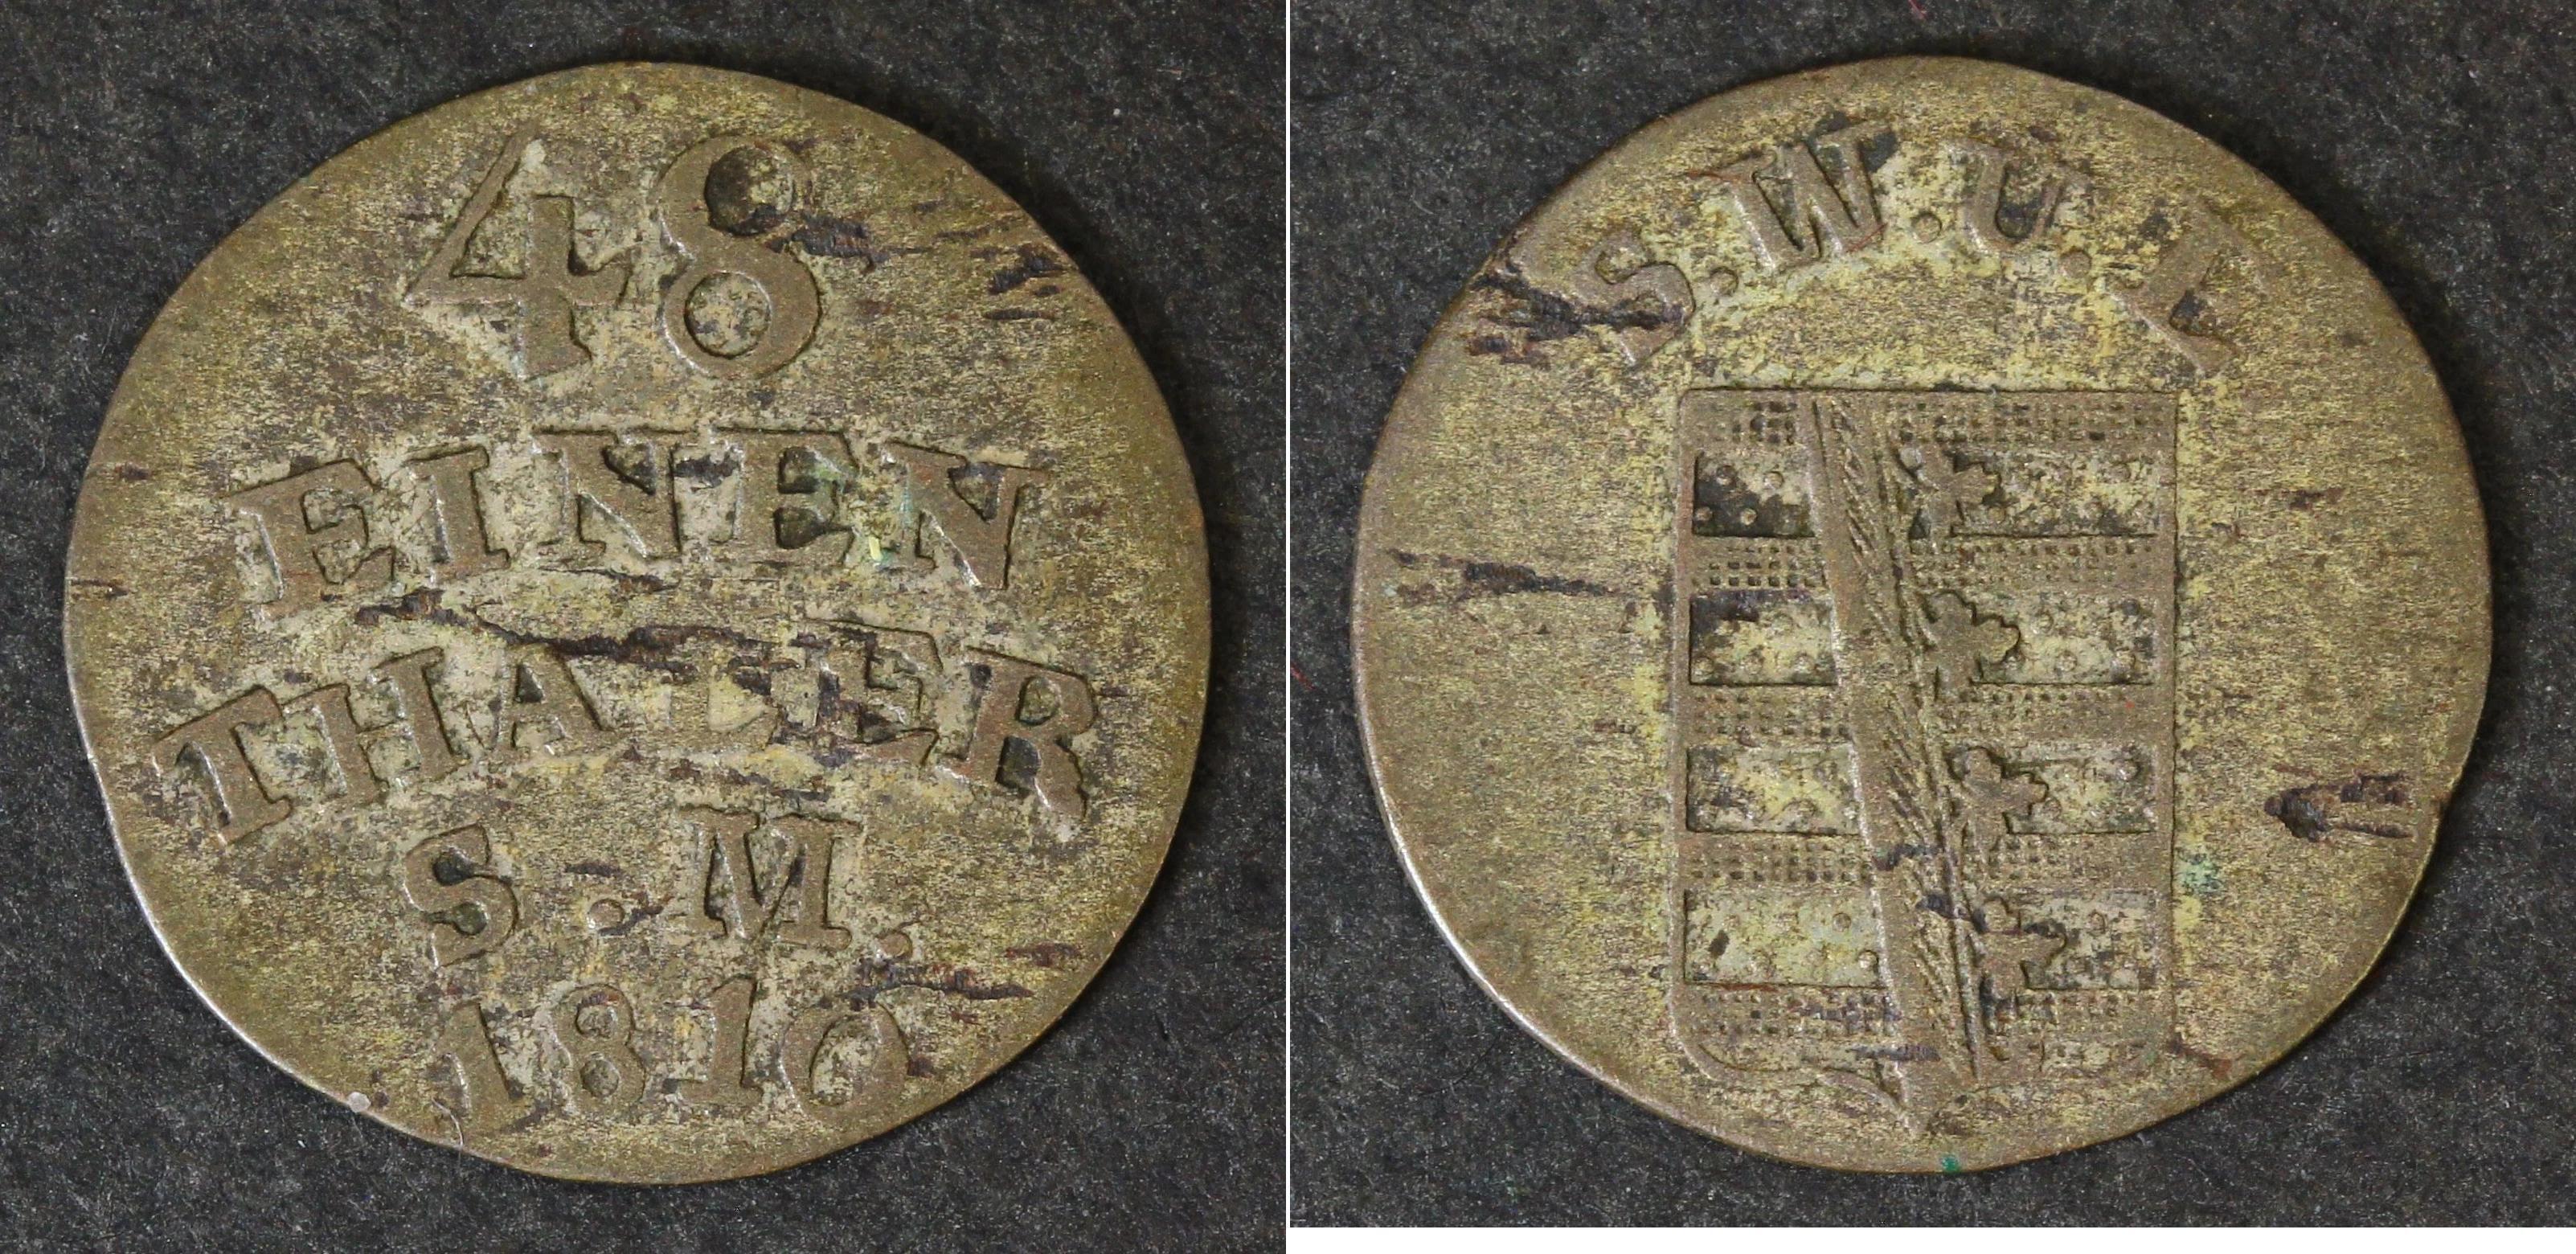 48
EINEN
THALER
S. M.
1810
S. W. U. E